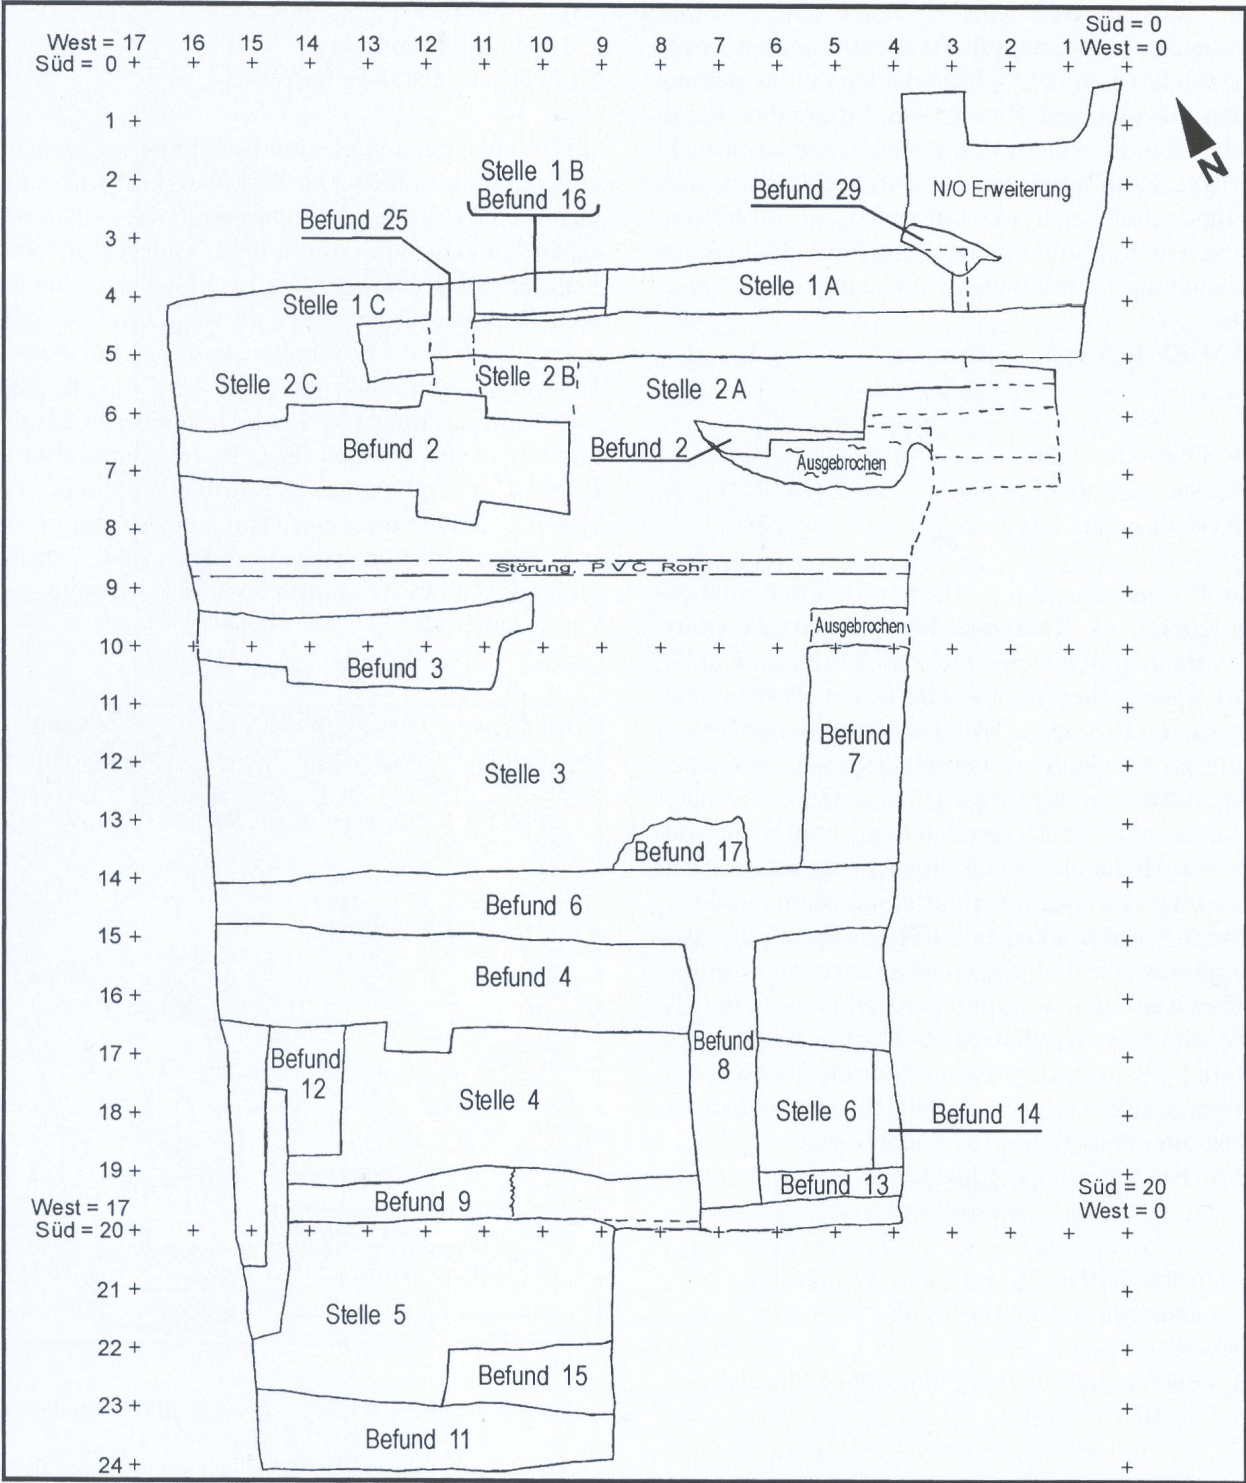 Süd = 0
West = 0
West = 17 16 15 14 13 12 11 10 9 8 7 6 5 4 3 2 1
Süd = 0 + + + + + + + + + + + + + + + + + +
N
1 +
2 +
Stelle 1 B
Befund 16
Befund 25
Befund 29
N/O Erweiterung
3 +
4 +
Stelle 1 C
Stelle 1 A
5 +
Stelle 2 C
Stelle 2 B
Stelle 2 A
6 +
Befund 2
Befund 2
Ausgebrochen
7 +
8 +
Störung, PVC Rohr
9 +
Ausgebrochen
10 +
Befund 3
11 +
Befund
7
12 +
Stelle 3
13 +
Befund 17
14 +
Befund 6
15 +
Befund 4
16 +
17 +
Befund
12
Befund
8
18 +
Stelle 4
Stelle 6
Befund 14
19 +
Befund 9
Befund 13
Süd = 20
West = 0
West = 17
Süd = 20 +
21 +
Stelle 5
22 +
Befund 15
23 +
Befund 11
24 +